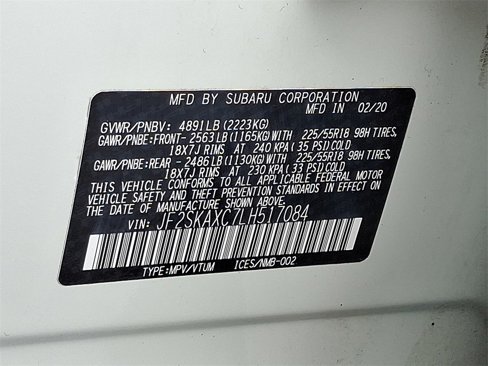 MFD BY SUBARU CORPORATION
MFD IN 02/20
GVWR/PNBV: 4891LB(2223KG)
GAWR/PNBE:FRONT- 2563LB(1165KG)WITH 225/55R18 98H TIRES.
18X7J RIMS AT 240 KPA(35 PSI)COLD
GAWR/PNBE:REAR - 2486LB(1130KG)WITH 225/55R18 98H TIRES.
18X7J RIMS AT 230 KPA(33 PSI)COLD
THIS VEHICLE CONFORMS TO ALL APPLICABLE FEDERAL MOTOR
VEHICLE SAFETY AND THEFT PREVENTION STANDARDS IN EFFECT ON
THE DATE OF MANUFACTURE SHOWN ABOVE.
VIN: JF2SKAXC7LH517084
TYPE:MPV/VTUM ICES/NMB-002